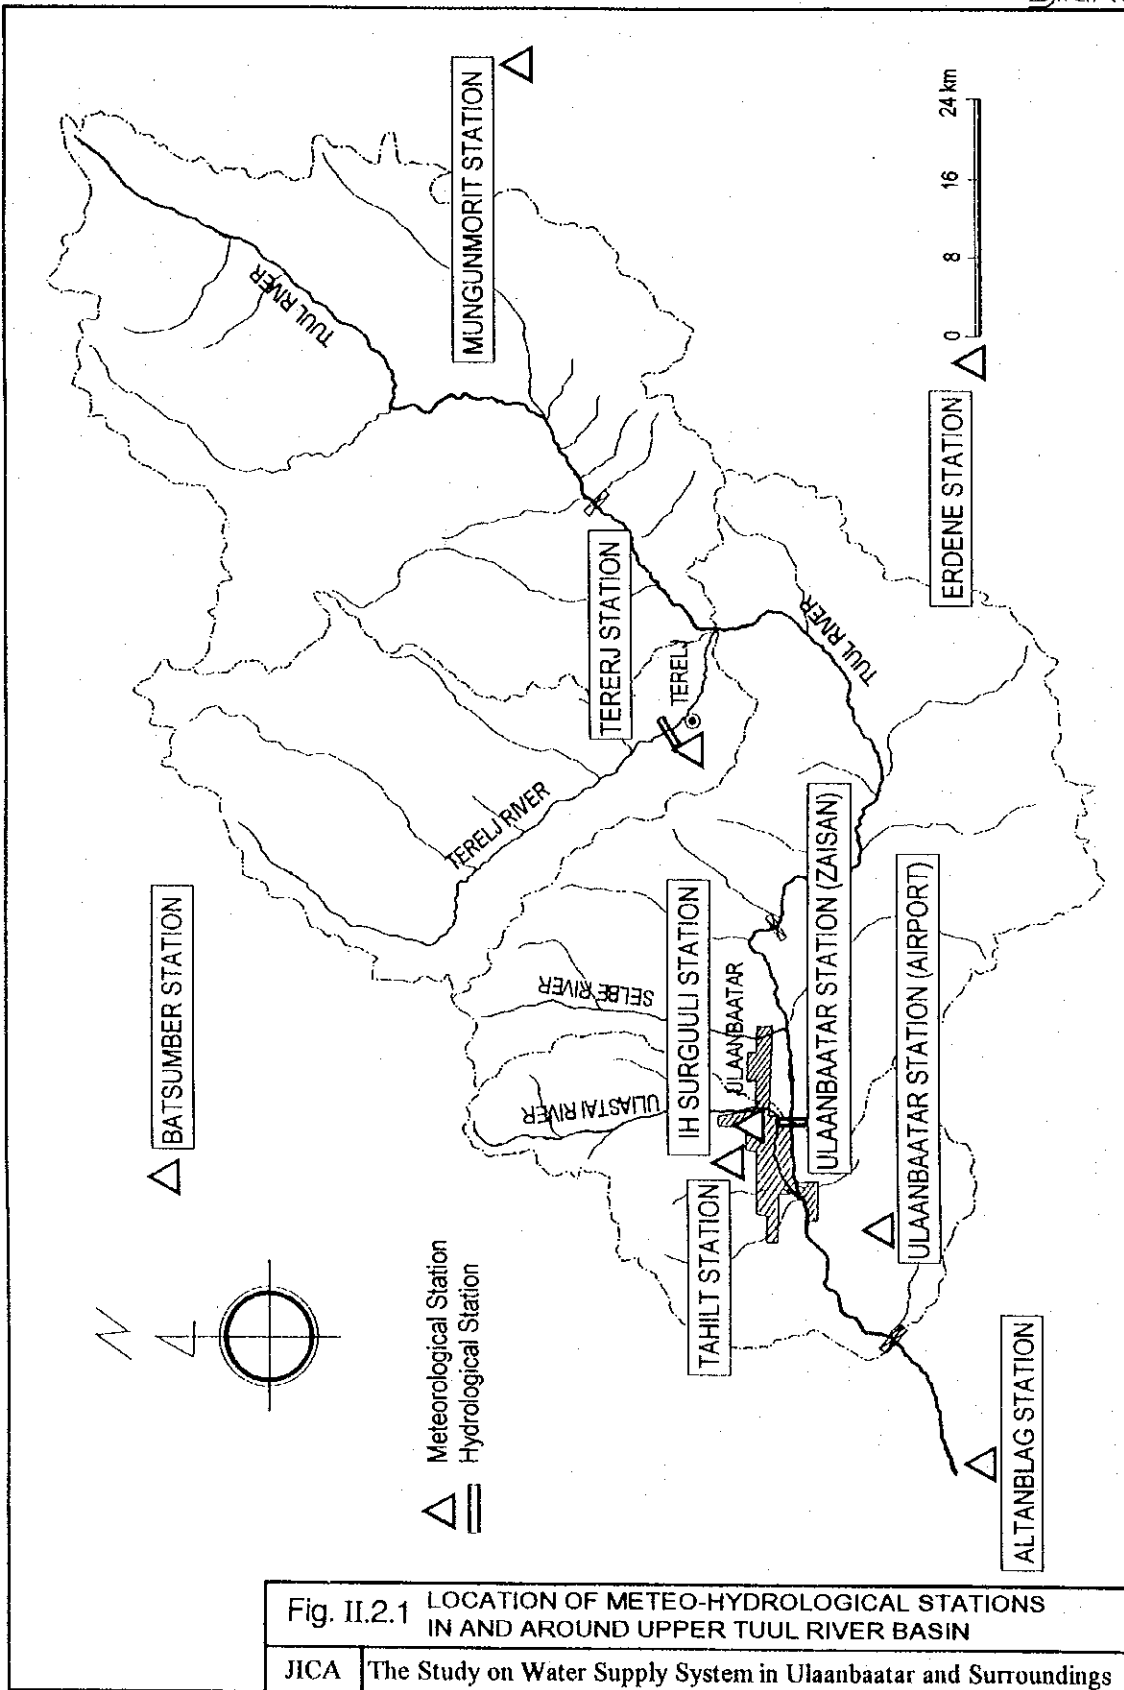 MUNGUNMORIT STATION
24 km
16
8
0
TUUL RIVER
ERDENE STATION
TERERJ STATION
TERELJ
TUUL RIVER
TERELJ RIVER
BATSUMBER STATION
SELBE RIVER
ULIASTAI RIVER
IH SURGUULI STATION
ULAANBAATAR
ULAANBAATAR STATION (ZAISAN)
ULAANBAATAR STATION (AIRPORT)
TAHILT STATION
ALTANBLAG STATION
N
Meteorological Station
Hydrological Station
Fig. II.2.1 LOCATION OF METEO-HYDROLOGICAL STATIONS
IN AND AROUND UPPER TUUL RIVER BASIN
JICA The Study on Water Supply System in Ulaanbaatar and Surroundings